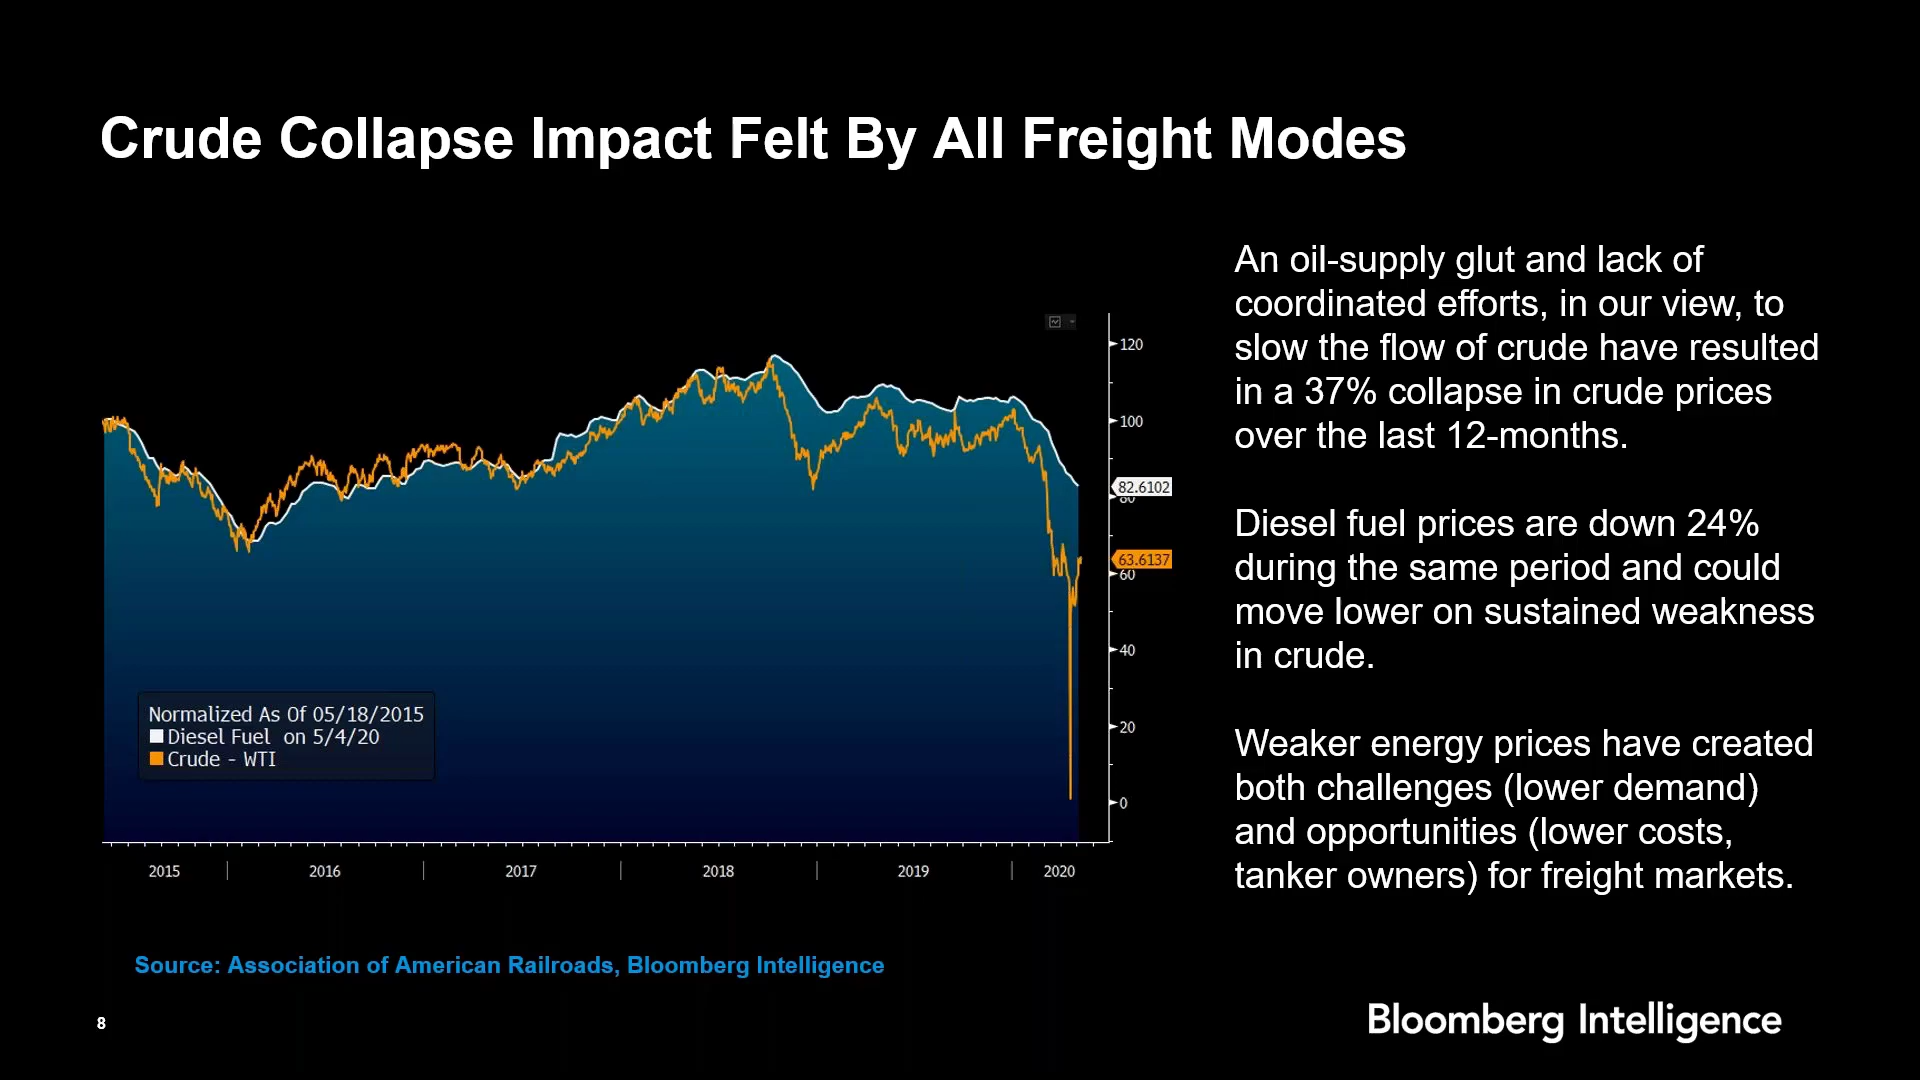 Crude Collapse Impact Felt By All Freight Modes
An oil-supply glut and lack of
coordinated efforts, in our view, to
slow the flow of crude have resulted
in a 37% collapse in crude prices
over the last 12-months.
Diesel fuel prices are down 24%
during the same period and could
move lower on sustained weakness
in crude.
Weaker energy prices have created
both challenges (lower demand)
and opportunities (lower costs,
tanker owners) for freight markets.
120
100
82.6102
80
63.6137
60
40
20
0
Normalized As Of 05/18/2015
Diesel Fuel on 5/4/20
Crude - WTI
2015 2016 2017 2018 2019 2020
Source: Association of American Railroads, Bloomberg Intelligence
8
Bloomberg Intelligence